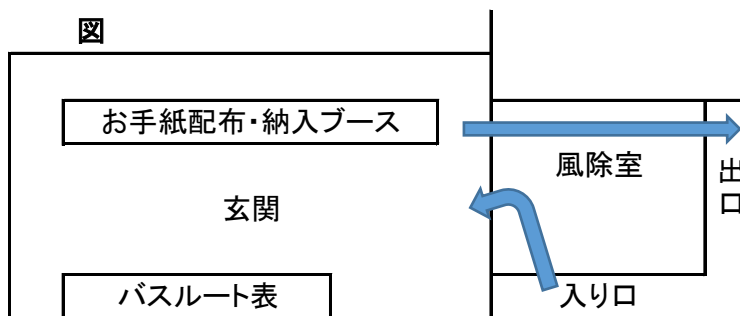 図
お手紙配布・納入ブース
風除室
出口
玄関
バスルート表
入り口